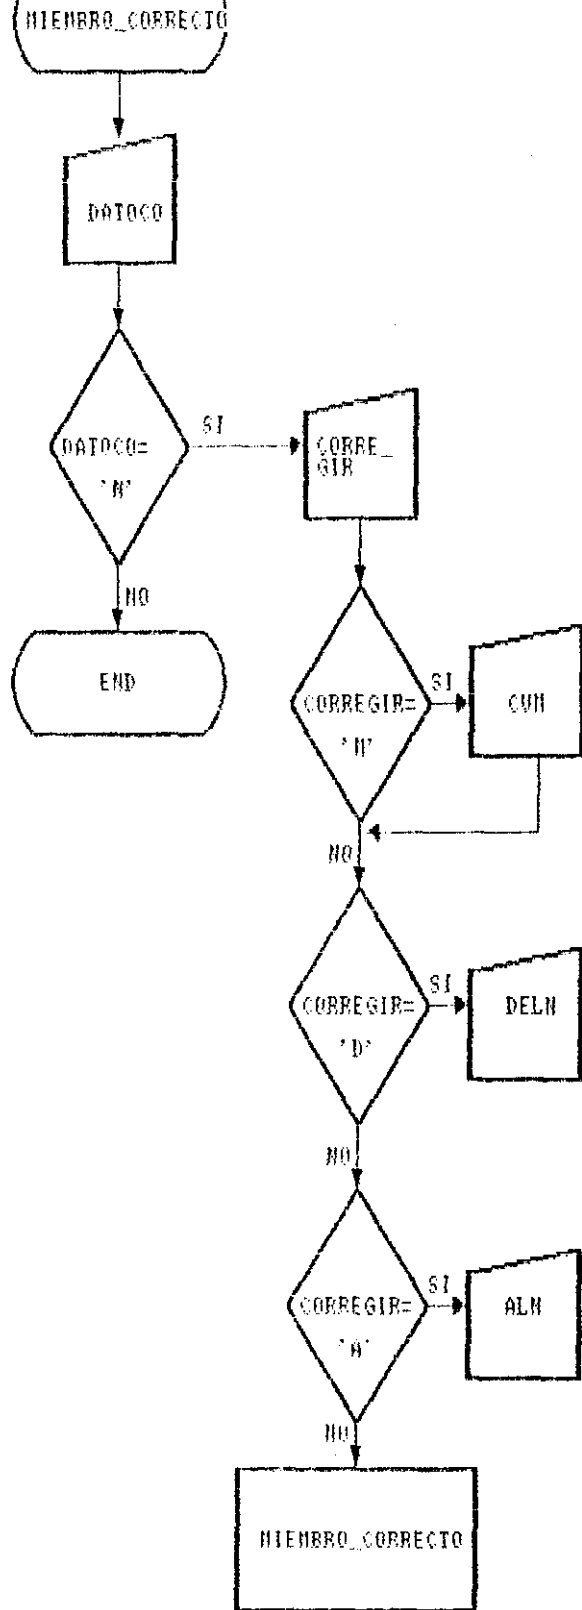 MIEMBRO_CORRECTO
DATOCO
DATOCO=
'N'
SI
CORRE_
GIR
NO
END
CORREGIR=
'M'
SI
CVM
NO
CORREGIR=
'D'
SI
DELM
NO
CORREGIR=
'A'
SI
ALM
NO
MIEMBRO_CORRECTO